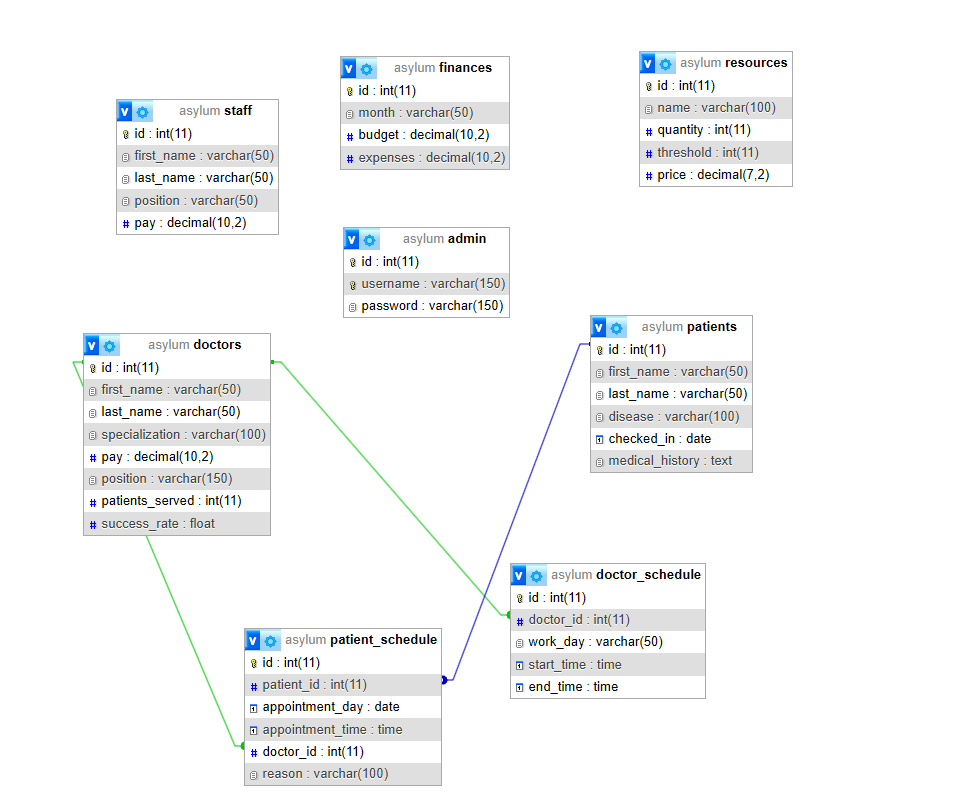 v asylum finances
id : int(11)
month : varchar(50)
# budget : decimal(10,2)
# expenses : decimal(10,2)
v asylum resources
id : int(11)
name : varchar(100)
# quantity : int(11)
# threshold : int(11)
# price : decimal(7,2)
v asylum staff
id : int(11)
first_name : varchar(50)
last_name : varchar(50)
position : varchar(50)
# pay : decimal(10,2)
v asylum admin
id : int(11)
username : varchar(150)
password : varchar(150)
v asylum patients
id : int(11)
first_name : varchar(50)
last_name : varchar(50)
disease : varchar(100)
checked_in : date
medical_history : text
v asylum doctors
id : int(11)
first_name : varchar(50)
last_name : varchar(50)
specialization : varchar(100)
# pay : decimal(10,2)
position : varchar(150)
# patients_served : int(11)
# success_rate : float
v asylum doctor_schedule
id : int(11)
# doctor_id : int(11)
work_day : varchar(50)
start_time : time
end_time : time
v asylum patient_schedule
id : int(11)
# patient_id : int(11)
appointment_day : date
appointment_time : time
# doctor_id : int(11)
reason : varchar(100)